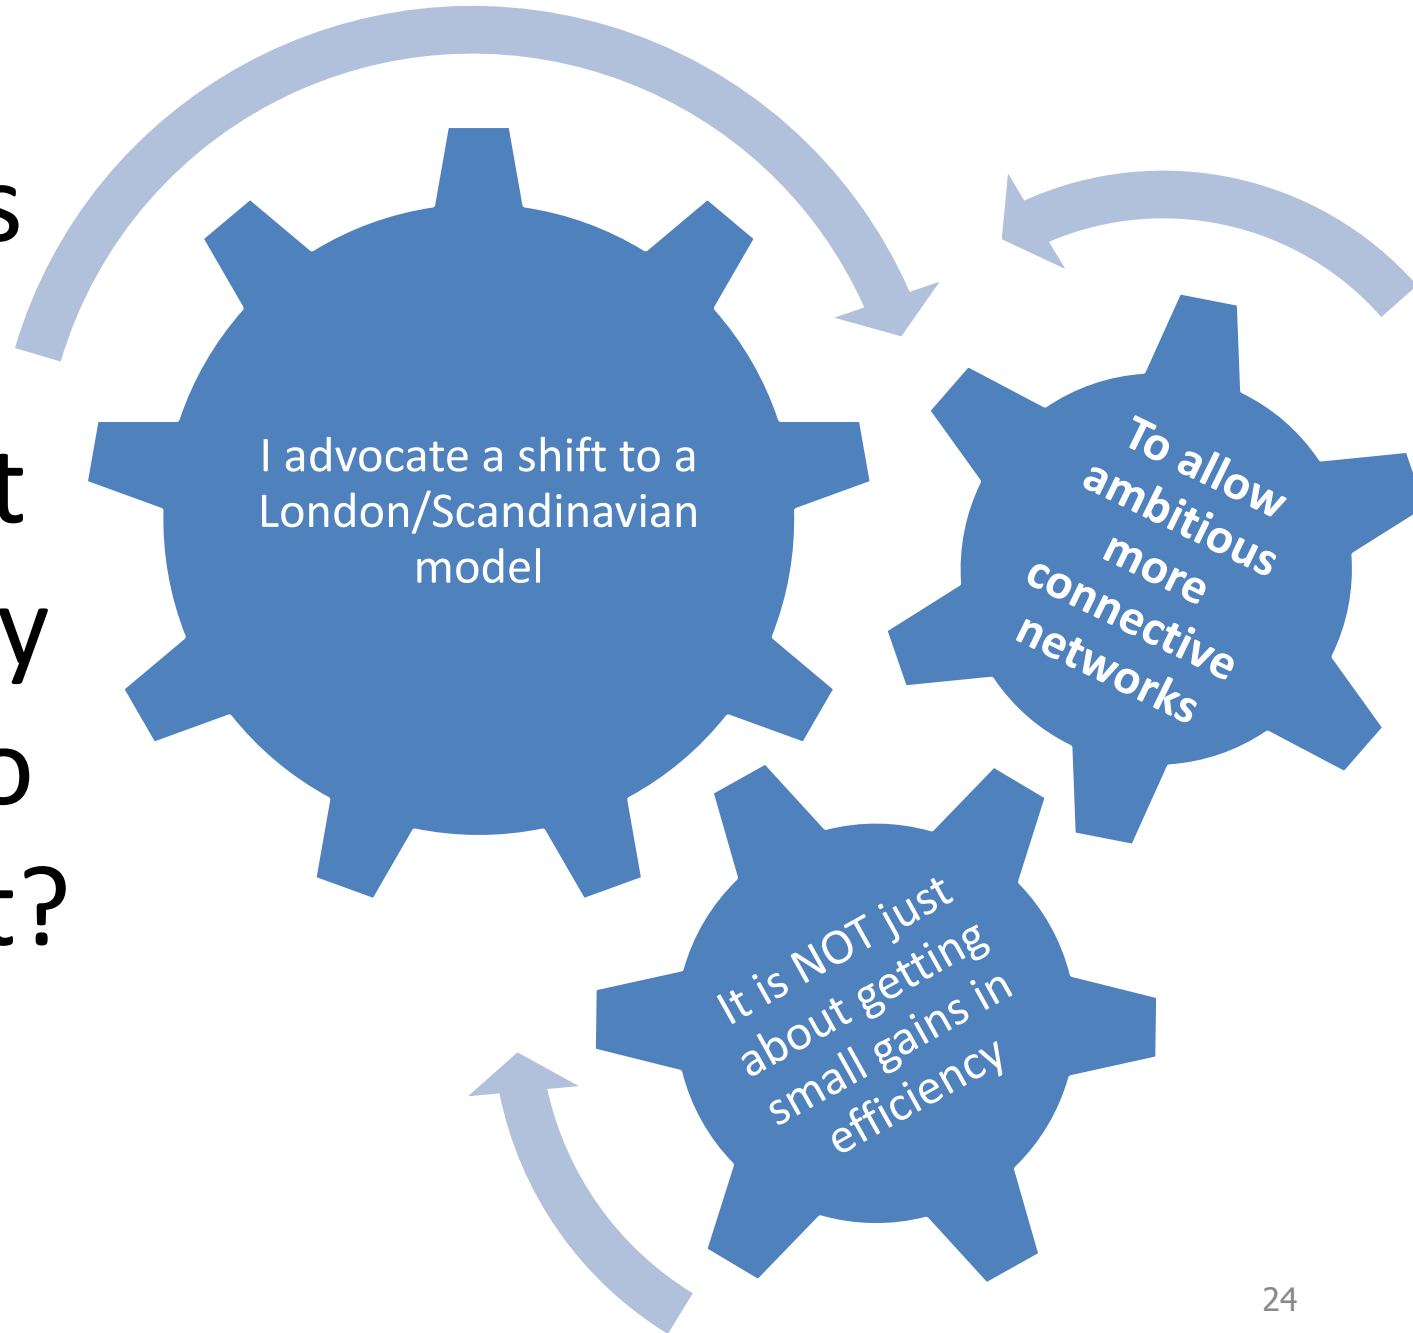 s
t
y
o
t?
I advocate a shift to a
London/Scandinavian
model
To allow
ambitious
more
connective
networks
It is NOT just
about getting
small gains in
efficiency
24